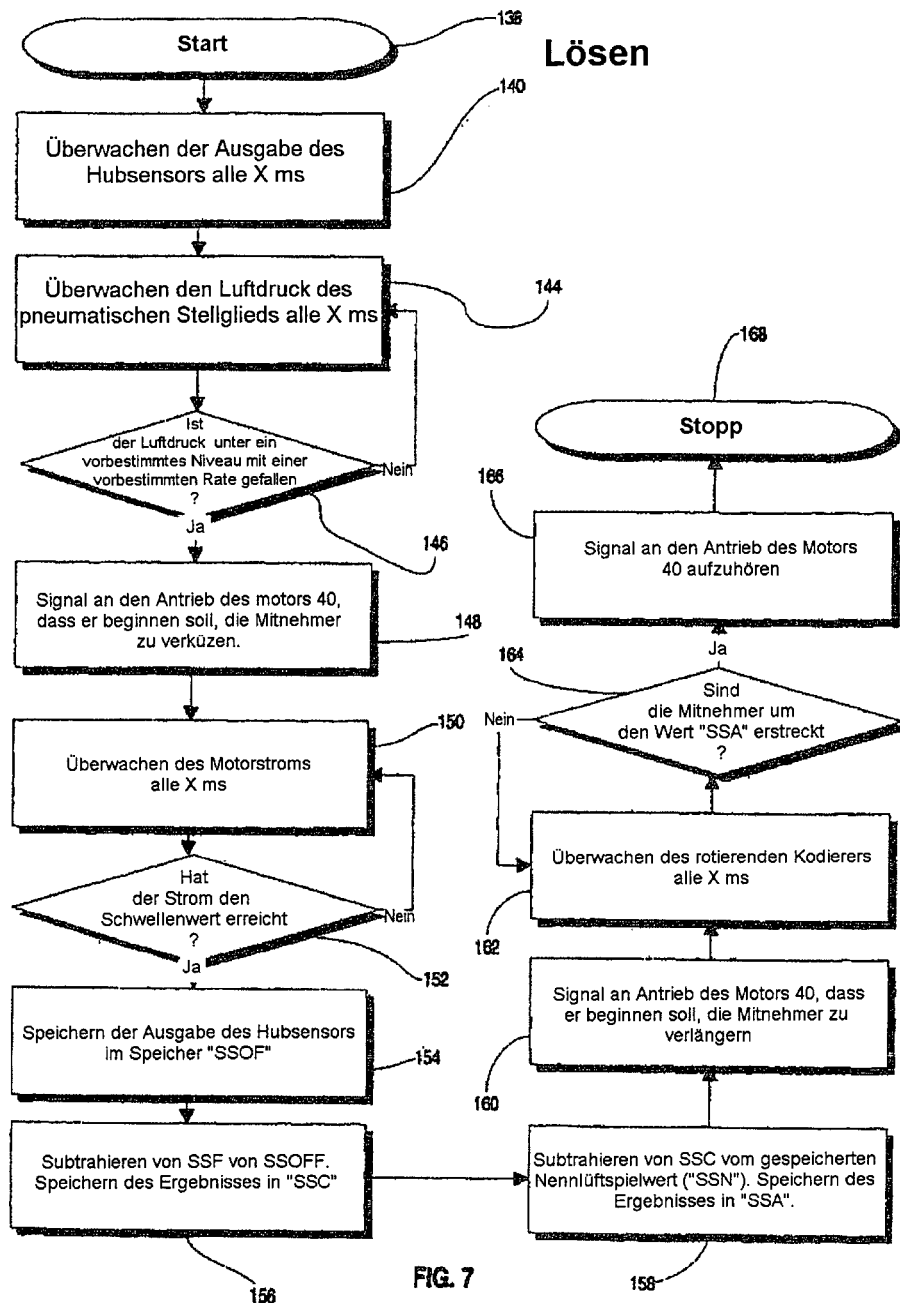 Start
138
Lösen
140
Überwachen der Ausgabe des
Hubsensors alle X ms
Überwachen den Luftdruck des
pneumatischen Stellglieds alle X ms
144
Ist
der Luftdruck unter ein
vorbestimmtes Niveau mit einer
vorbestimmten Rate gefallen
?
Nein
Ja
146
Signal an den Antrieb des motors 40,
dass er beginnen soll, die Mitnehmer
zu verküzen.
148
Überwachen des Motorstroms
alle X ms
150
Hat
der Strom den
Schwellenwert erreicht
?
Nein
Ja
152
Speichern der Ausgabe des Hubsensors
im Speicher "SSOF"
154
Subtrahieren von SSF von SSOFF.
Speichern des Ergebnisses in "SSC"
156
Subtrahieren von SSC vom gespeicherten
Nennlüftspielwert ("SSN"). Speichern des
Ergebnisses in "SSA".
158
Signal an Antrieb des Motors 40, dass
er beginnen soll, die Mitnehmer zu
verlängern
160
Überwachen des rotierenden Kodierers
alle X ms
162
Sind
die Mitnehmer um
den Wert "SSA" erstreckt
?
Nein
Ja
164
Signal an den Antrieb des Motors
40 aufzuhören
166
Stopp
168
FIG. 7